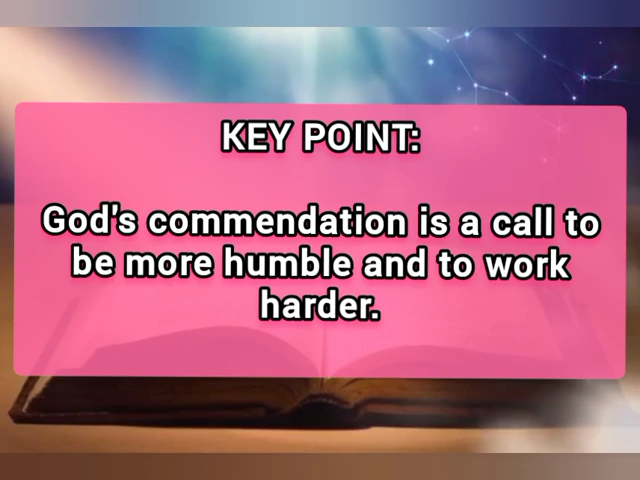 KEY POINT:
God's commendation is a call to
be more humble and to work
harder.